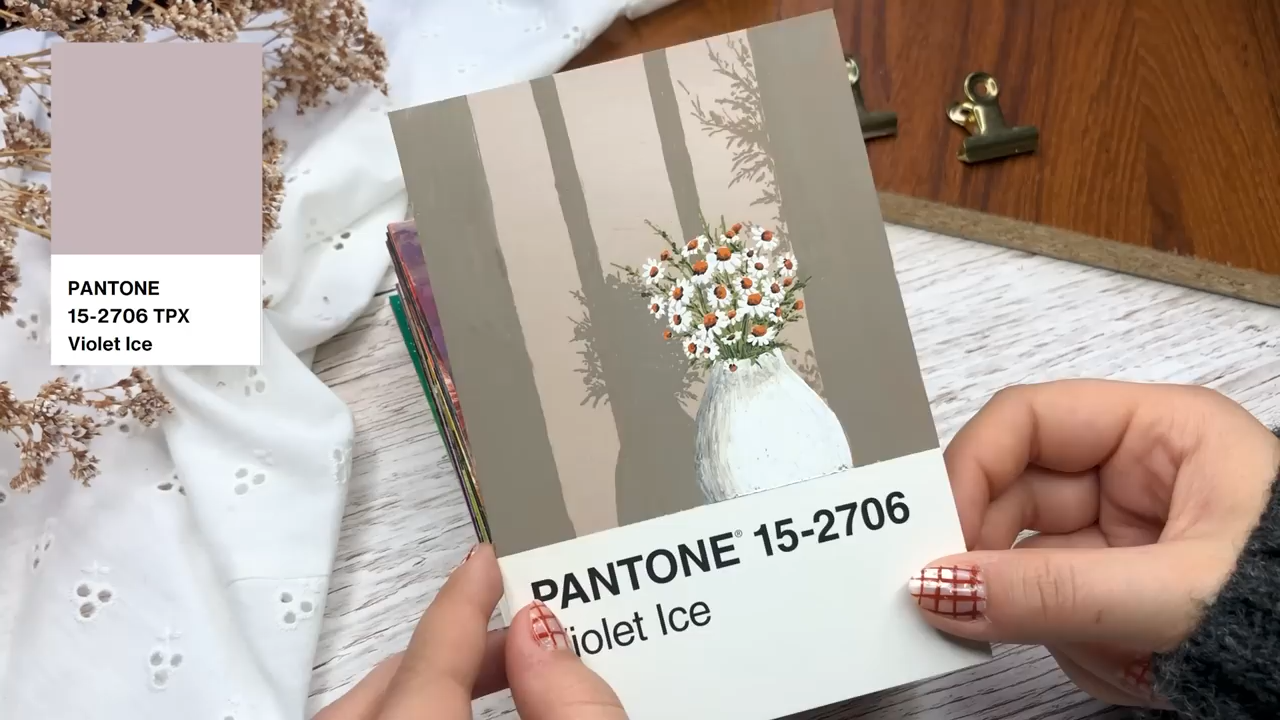 PANTONE
15-2706 TPX
Violet Ice
PANTONE® 15-2706
Violet Ice